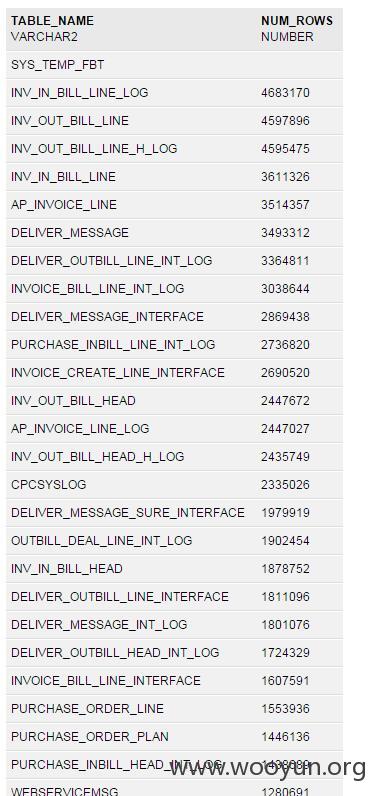 TABLE_NAME NUM_ROWS
VARCHAR2 NUMBER
SYS_TEMP_FBT
INV_IN_BILL_LINE_LOG 4683170
INV_OUT_BILL_LINE 4597896
INV_OUT_BILL_LINE_H_LOG 4595475
INV_IN_BILL_LINE 3611326
AP_INVOICE_LINE 3514357
DELIVER_MESSAGE 3493312
DELIVER_OUTBILL_LINE_INT_LOG 3364811
INVOICE_BILL_LINE_INT_LOG 3038644
DELIVER_MESSAGE_INTERFACE 2869438
PURCHASE_INBILL_LINE_INT_LOG 2736820
INVOICE_CREATE_LINE_INTERFACE 2690520
INV_OUT_BILL_HEAD 2447672
AP_INVOICE_LINE_LOG 2447027
INV_OUT_BILL_HEAD_H_LOG 2435749
CPCSYSLOG 2335026
DELIVER_MESSAGE_SURE_INTERFACE 1979919
OUTBILL_DEAL_LINE_INT_LOG 1902454
INV_IN_BILL_HEAD 1878752
DELIVER_OUTBILL_LINE_INTERFACE 1811096
DELIVER_MESSAGE_INT_LOG 1801076
DELIVER_OUTBILL_HEAD_INT_LOG 1724329
INVOICE_BILL_LINE_INTERFACE 1607591
PURCHASE_ORDER_LINE 1553936
PURCHASE_ORDER_PLAN 1446136
PURCHASE_INBILL_HEAD_INT_LOG
www.wooyun.org
WEBSERVICEMSG 1280691